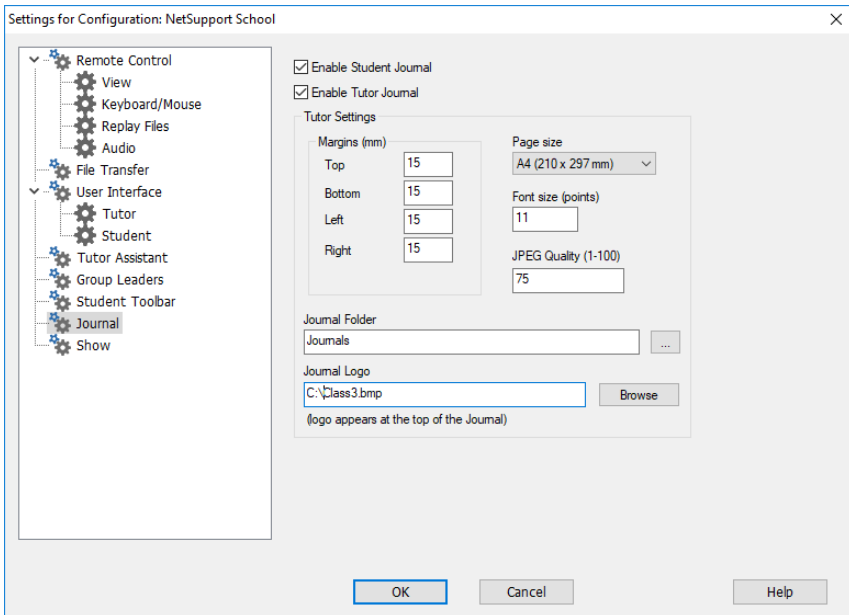 Settings for Configuration: NetSupport School
Remote Control
View
Keyboard/Mouse
Replay Files
Audio
File Transfer
User Interface
Tutor
Student
Tutor Assistant
Group Leaders
Student Toolbar
Journal
Show
Enable Student Journal
Enable Tutor Journal
Tutor Settings
Margins (mm)
Top 15
Bottom 15
Left 15
Right 15
Page size
A4 (210 x 297 mm)
Font size (points)
11
JPEG Quality (1-100)
75
Journal Folder
Journals
...
Journal Logo
C:\Class3.bmp
Browse
(logo appears at the top of the Journal)
OK Cancel Help